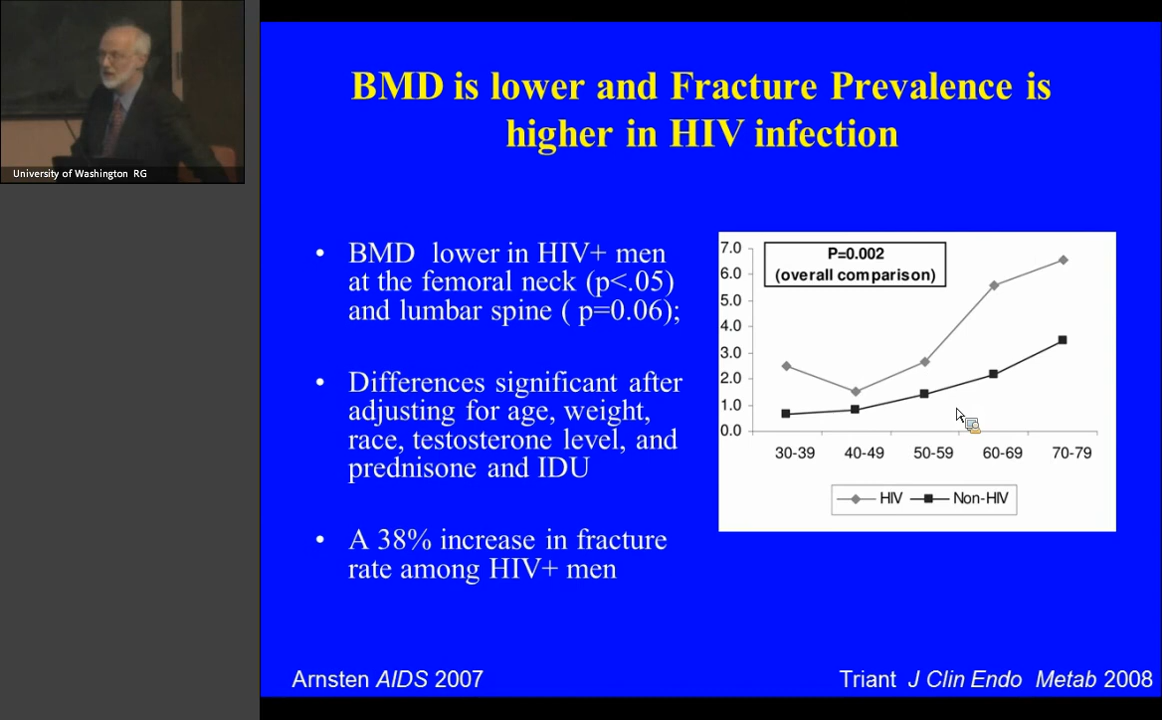 University of Washington RG
BMD is lower and Fracture Prevalence is
higher in HIV infection
• BMD lower in HIV+ men
at the femoral neck (p<.05)
and lumbar spine ( p=0.06);
• Differences significant after
adjusting for age, weight,
race, testosterone level, and
prednisone and IDU
• A 38% increase in fracture
rate among HIV+ men
P=0.002
(overall comparison)
7.0
6.0
5.0
4.0
3.0
2.0
1.0
0.0
30-39 40-49 50-59 60-69 70-79
HIV Non-HIV
Arnsten AIDS 2007
Triant J Clin Endo Metab 2008